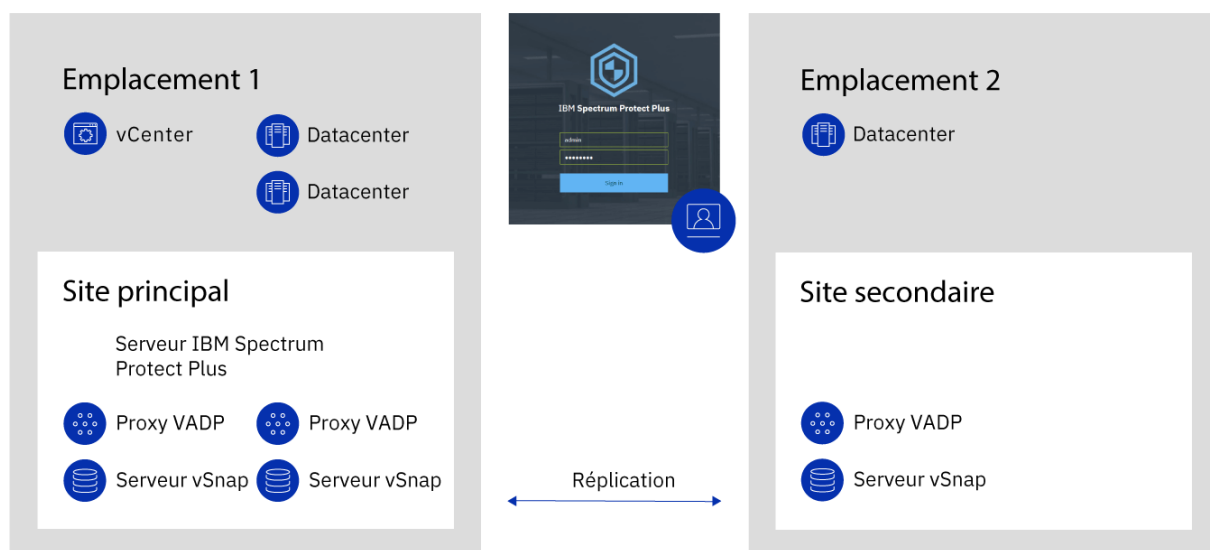 Emplacement 1
vCenter
Datacenter
Datacenter
Site principal
Serveur IBM Spectrum
Protect Plus
Proxy VADP
Proxy VADP
Serveur vSnap
Serveur vSnap
IBM Spectrum Protect Plus
admin
••••••••
Sign in
Réplication
Emplacement 2
Datacenter
Site secondaire
Proxy VADP
Serveur vSnap